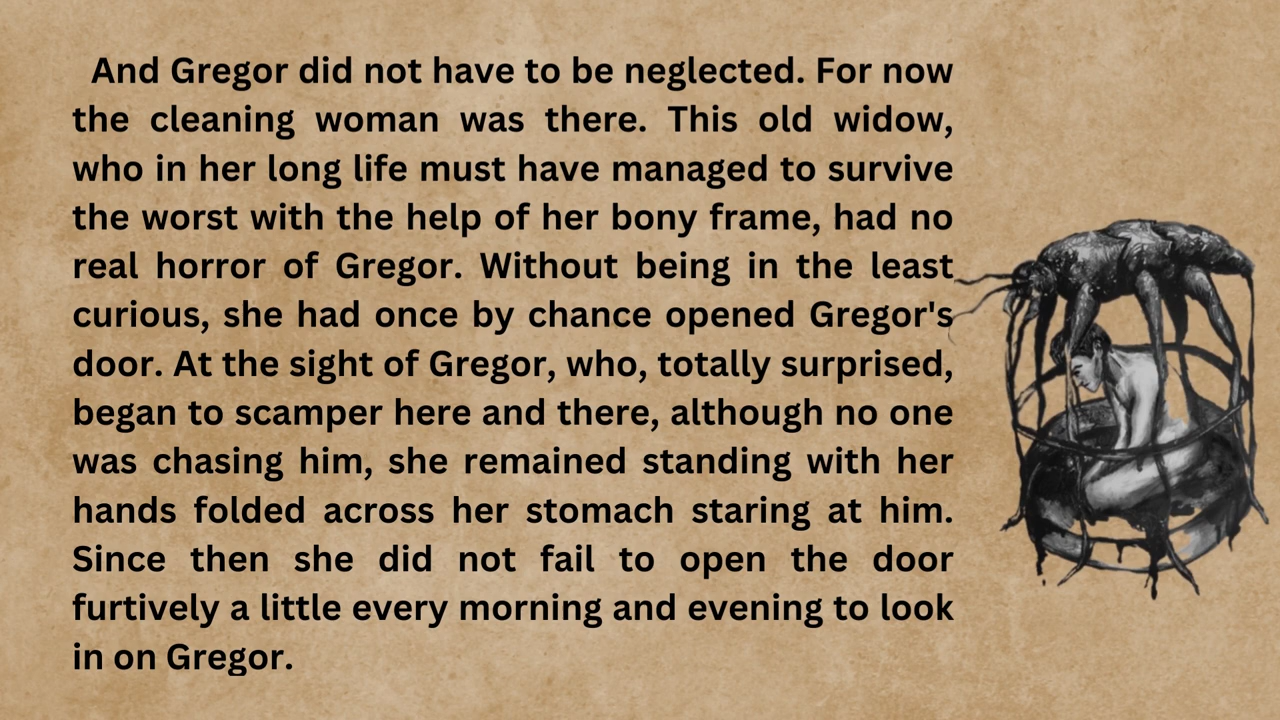 And Gregor did not have to be neglected. For now
the cleaning woman was there. This old widow,
who in her long life must have managed to survive
the worst with the help of her bony frame, had no
real horror of Gregor. Without being in the least
curious, she had once by chance opened Gregor's
door. At the sight of Gregor, who, totally surprised,
began to scamper here and there, although no one
was chasing him, she remained standing with her
hands folded across her stomach staring at him.
Since then she did not fail to open the door
furtively a little every morning and evening to look
in on Gregor.